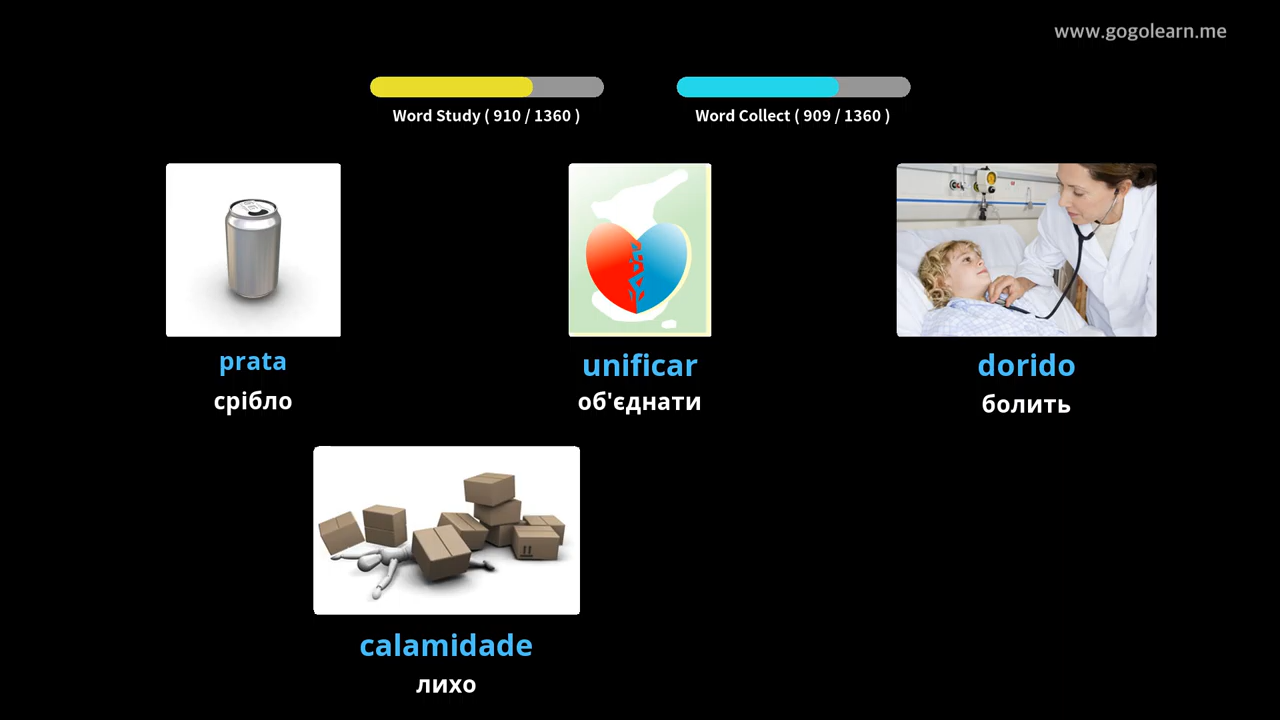 www.gogolearn.me
Word Study ( 910 / 1360 )
Word Collect ( 909 / 1360 )
prata
срібло
unificar
об'єднати
dorido
болить
calamidade
лихо